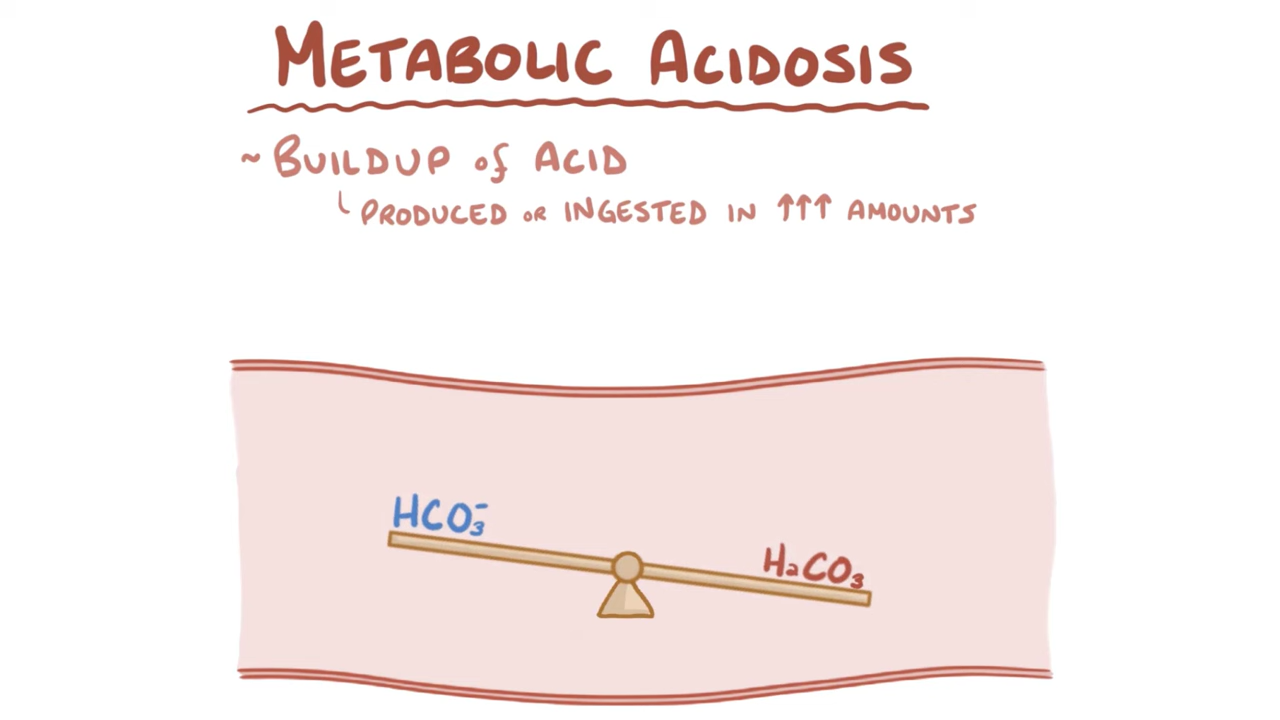 METABOLIC ACIDOSIS
~ BUILDUP of ACID
PRODUCED OR INGESTED IN ↑↑↑ AMOUNTS
HCO₃⁻
H₂CO₃